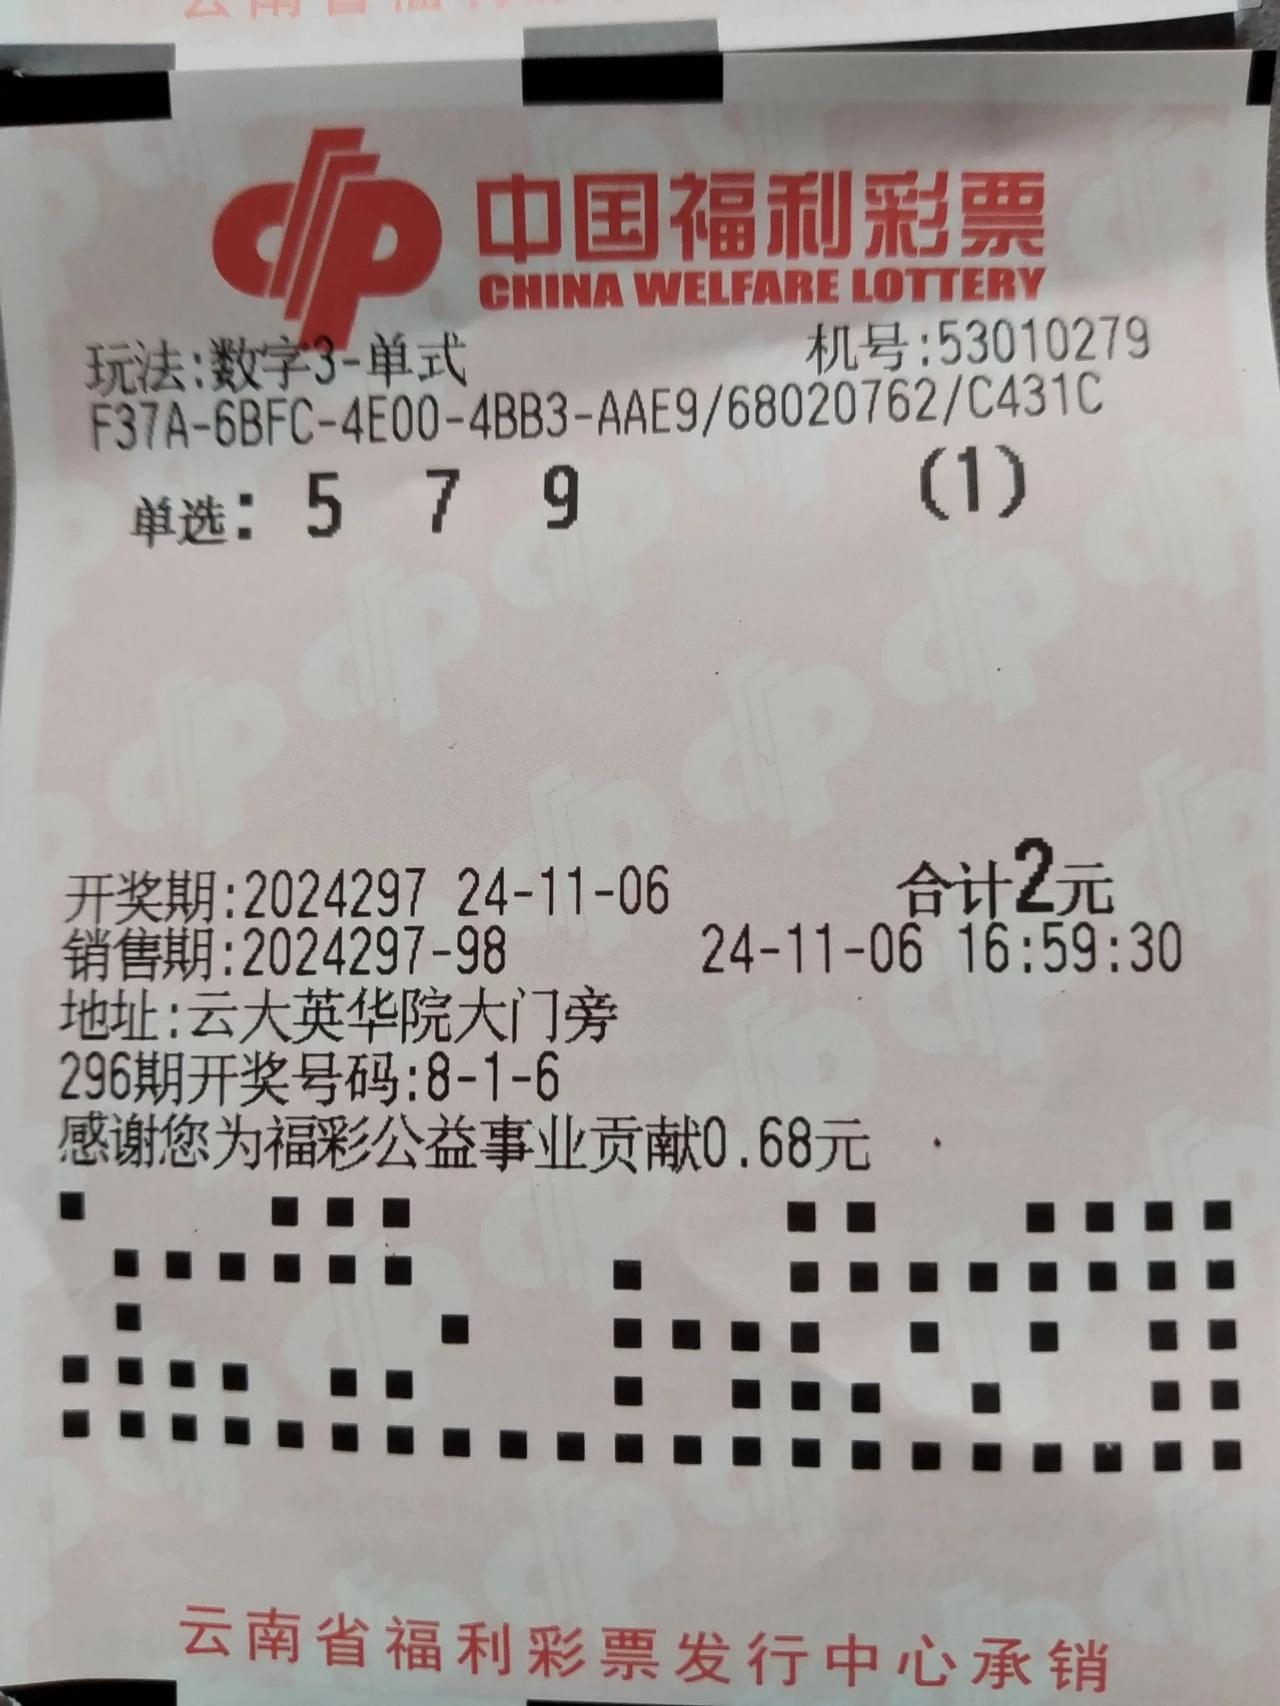 中国福利彩票
CHINA WELFARE LOTTERY
玩法:数字3-单式 机号:53010279
F37A-6BFC-4E00-4BB3-AAE9/68020762/C431C
单选: 5 7 9 (1)
开奖期:2024297 24-11-06 合计2元
销售期:2024297-98 24-11-06 16:59:30
地址:云大英华院大门旁
296期开奖号码:8-1-6
感谢您为福彩公益事业贡献0.68元
云南省福利彩票发行中心承销